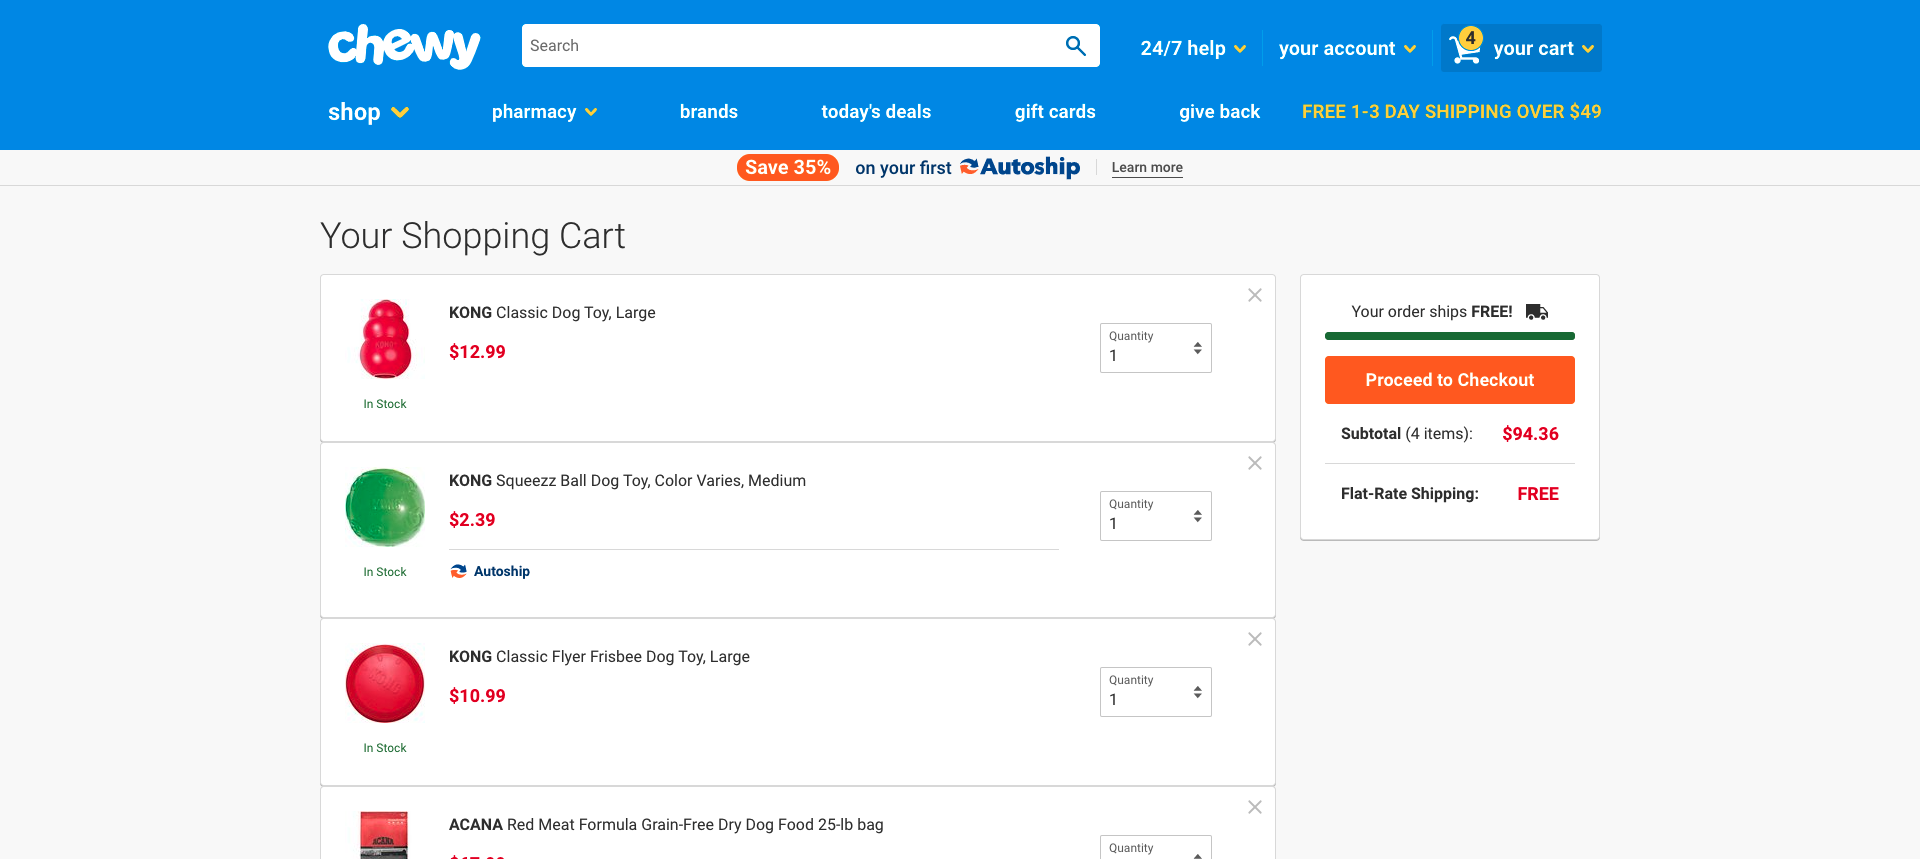 chewy
Search
24/7 help
your account
4
your cart
shop
pharmacy
brands
today's deals
gift cards
give back
FREE 1-3 DAY SHIPPING OVER $49
Save 35% on your first Autoship
Learn more
Your Shopping Cart
KONG Classic Dog Toy, Large
$12.99
In Stock
Quantity
1
KONG Squeezz Ball Dog Toy, Color Varies, Medium
$2.39
In Stock
Autoship
Quantity
1
KONG Classic Flyer Frisbee Dog Toy, Large
$10.99
In Stock
Quantity
1
ACANA Red Meat Formula Grain-Free Dry Dog Food 25-lb bag
ACANA
Quantity
Your order ships FREE!
Proceed to Checkout
Subtotal (4 items): $94.36
Flat-Rate Shipping: FREE